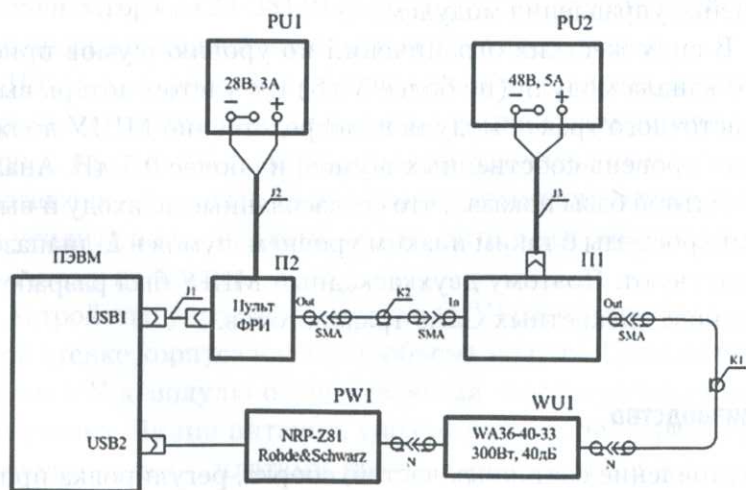 PU1
PU2
28В, 3А
48В, 5А
− +
− +
J2
J1
ПЭВМ
П2
П1
J1
USB1
Пульт
ФРИ
Out
K2
In
Out
SMA
SMA
SMA
K1
PW1
WU1
USB2
NRP-Z81
Rohde&Schwarz
N
WA36-40-33
300Вт, 40дБ
N